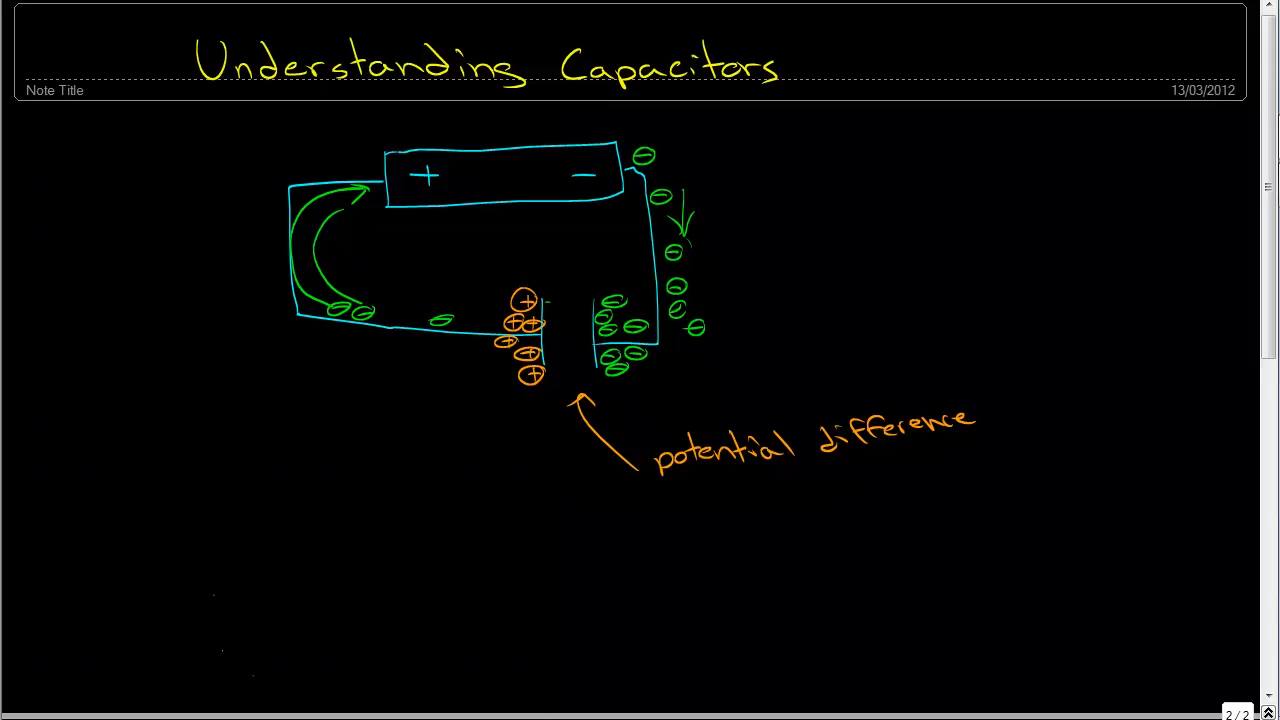 Understanding Capacitors
Note Title
13/03/2012
+ −
potential difference
2 / 2